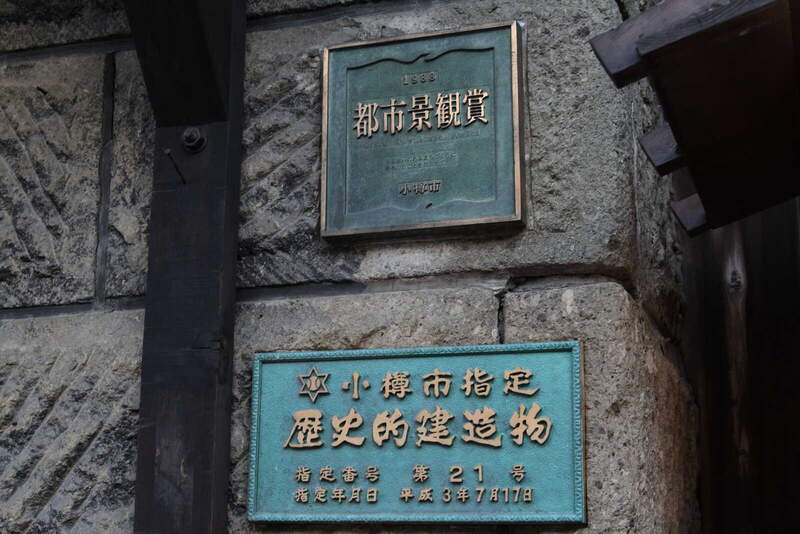 都市景観賞
小樽市
小樽市指定
歴史的建造物
指定番号 第21号
指定年月日 平成3年7月17日